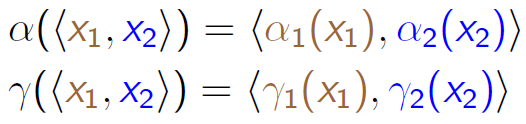 α(⟨x₁, x₂⟩) = ⟨α₁(x₁), α₂(x₂)⟩
γ(⟨x₁, x₂⟩) = ⟨γ₁(x₁), γ₂(x₂)⟩